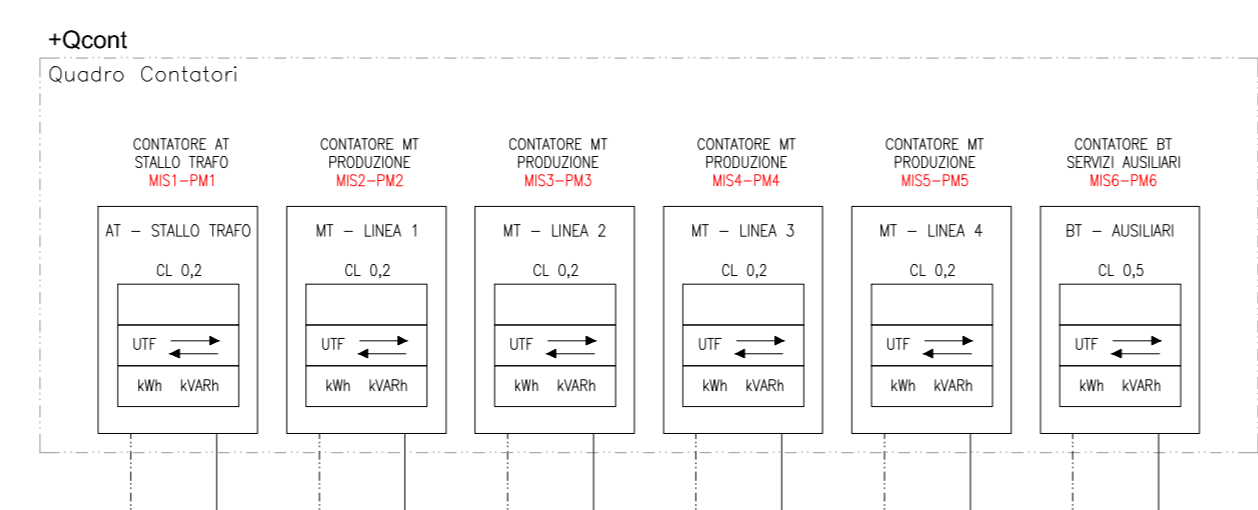 +Qcont
Quadro Contatori
CONTATORE AT
STALLO TRAFO
MIS1-PM1
AT - STALLO TRAFO
CL 0,2
UTF
kWh kVARh
CONTATORE MT
PRODUZIONE
MIS2-PM2
MT - LINEA 1
CL 0,2
UTF
kWh kVARh
CONTATORE MT
PRODUZIONE
MIS3-PM3
MT - LINEA 2
CL 0,2
UTF
kWh kVARh
CONTATORE MT
PRODUZIONE
MIS4-PM4
MT - LINEA 3
CL 0,2
UTF
kWh kVARh
CONTATORE MT
PRODUZIONE
MIS5-PM5
MT - LINEA 4
CL 0,2
UTF
kWh kVARh
CONTATORE BT
SERVIZI AUSILIARI
MIS6-PM6
BT - AUSILIARI
CL 0,5
UTF
kWh kVARh